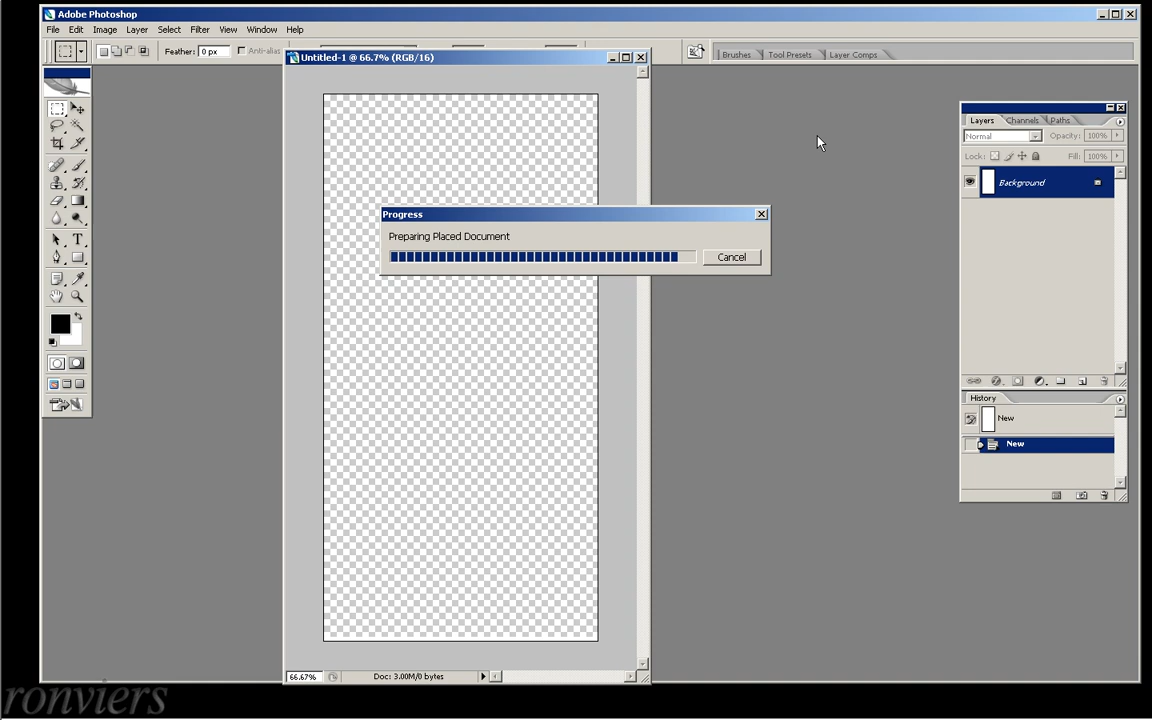 Adobe Photoshop
File Edit Image Layer Select Filter View Window Help
Feather: 0 px Anti-alias
Brushes Tool Presets Layer Comps
Untitled-1 @ 66.7% (RGB/16)
Layers Channels Paths
Normal Opacity: 100%
Lock: Fill: 100%
Background
Progress
Preparing Placed Document
Cancel
History
New
New
66.67% Doc: 3.00M/0 bytes
ronviers